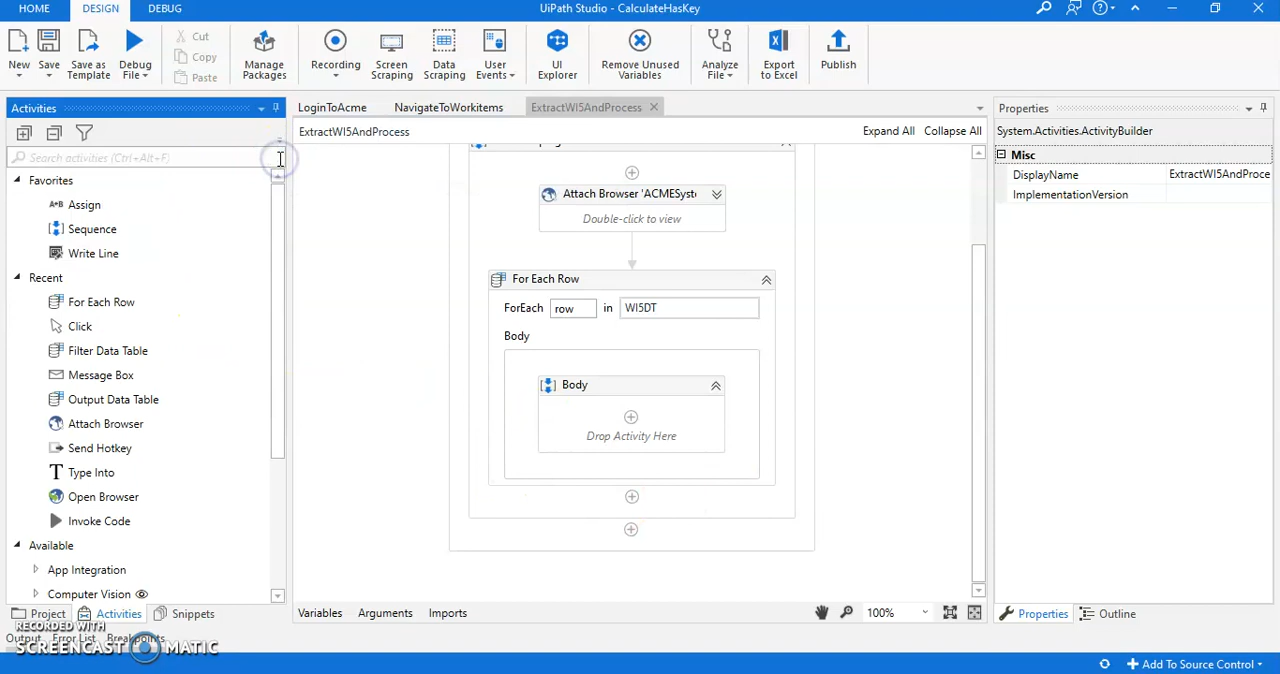 HOME DESIGN DEBUG UiPath Studio - CalculateHasKey
New Save Save as Template Debug File Cut Copy Paste Manage Packages Recording Screen Scraping Data Scraping User Events UI Explorer Remove Unused Variables Analyze File Export to Excel Publish
Activities
Search activities (Ctrl+Alt+F)
Favorites
Assign
Sequence
Write Line
Recent
For Each Row
Click
Filter Data Table
Message Box
Output Data Table
Attach Browser
Send Hotkey
Type Into
Open Browser
Invoke Code
Available
App Integration
Computer Vision
Project Activities Snippets
LoginToAcme NavigateToWorkitems ExtractWI5AndProcess
ExtractWI5AndProcess Expand All Collapse All
Attach Browser 'ACMESyste
Double-click to view
For Each Row
ForEach row in WI5DT
Body
Body
Drop Activity Here
Variables Arguments Imports 100%
Properties
System.Activities.ActivityBuilder
Misc
DisplayName ExtractWI5AndProce
ImplementationVersion
Properties Outline
Output Error List Breakpoints
RECORDED WITH
SCREENCAST MATIC
Add To Source Control